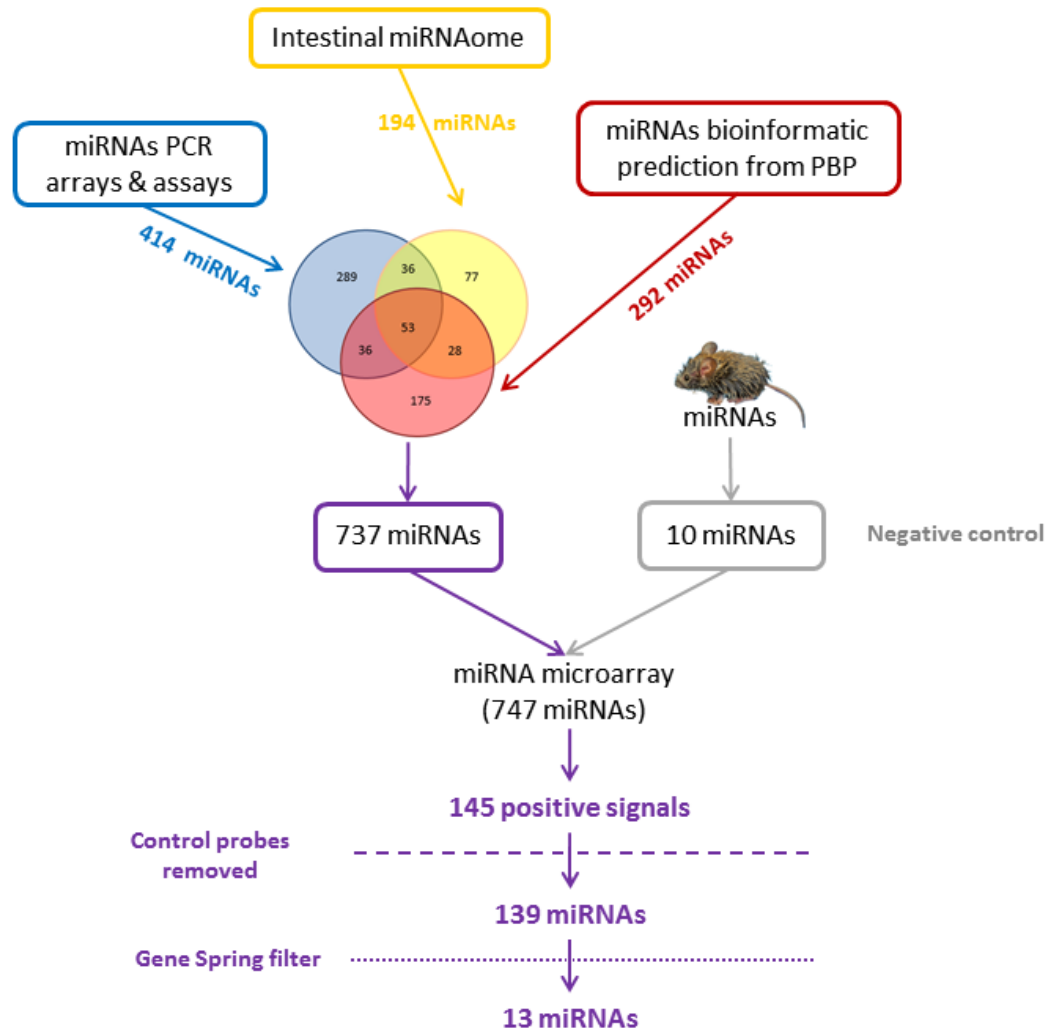 Intestinal miRNAome
194 miRNAs
miRNAs PCR
arrays & assays
miRNAs bioinformatic
prediction from PBP
414 miRNAs
292 miRNAs
289
36
77
53
36
28
175
miRNAs
737 miRNAs
10 miRNAs
Negative control
miRNA microarray
(747 miRNAs)
145 positive signals
Control probes
removed
139 miRNAs
Gene Spring filter
13 miRNAs